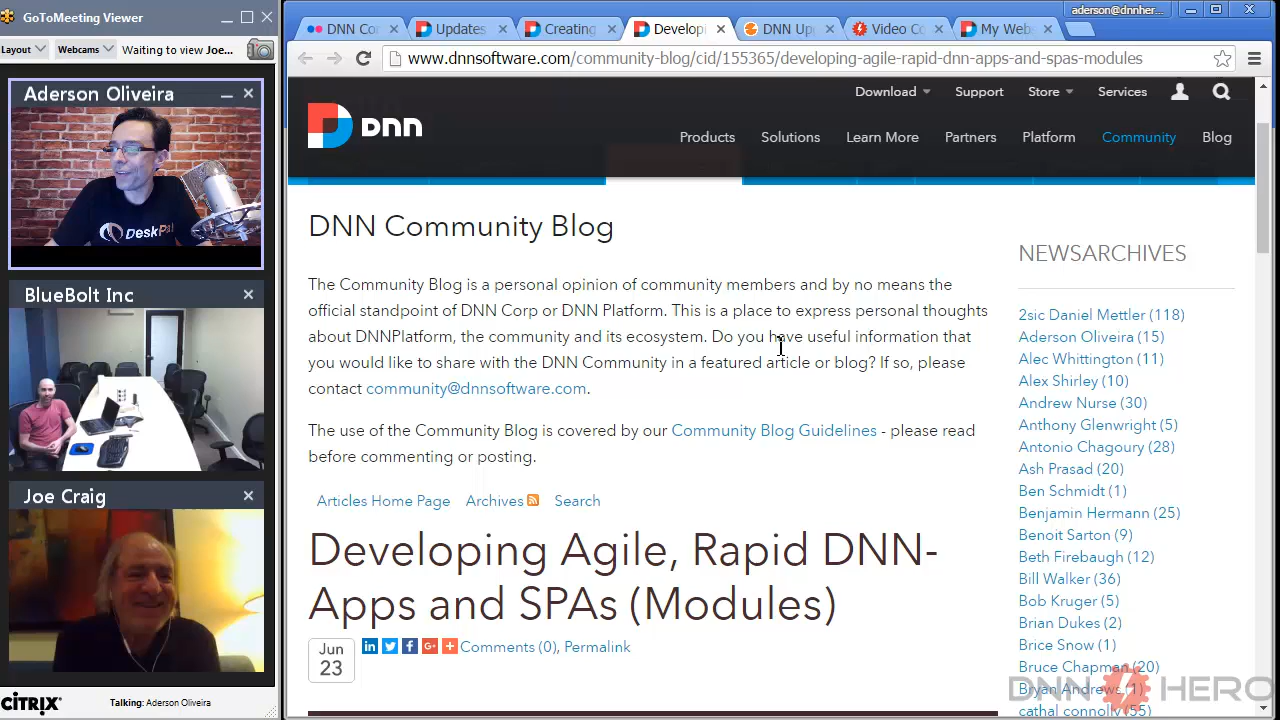 GoToMeeting Viewer
Layout
Webcams
Waiting to view Joe...
Aderson Oliveira
DeskPa
BlueBolt Inc
Joe Craig
CITRIX
Talking: Aderson Oliveira
aderson@dnnher...
DNN Co
Updates
Creating
Developi
DNN Up
Video Co
My Web
www.dnnsoftware.com/community-blog/cid/155365/developing-agile-rapid-dnn-apps-and-spas-modules
Download
Support
Store
Services
dnn
Products
Solutions
Learn More
Partners
Platform
Community
Blog
DNN Community Blog
The Community Blog is a personal opinion of community members and by no means the
official standpoint of DNN Corp or DNN Platform. This is a place to express personal thoughts
about DNNPlatform, the community and its ecosystem. Do you have useful information that
you would like to share with the DNN Community in a featured article or blog? If so, please
contact community@dnnsoftware.com.
The use of the Community Blog is covered by our Community Blog Guidelines - please read
before commenting or posting.
Articles Home Page
Archives
Search
Developing Agile, Rapid DNN-
Apps and SPAs (Modules)
Jun
23
Comments (0), Permalink
NEWSARCHIVES
2sic Daniel Mettler (118)
Aderson Oliveira (15)
Alec Whittington (11)
Alex Shirley (10)
Andrew Nurse (30)
Anthony Glenwright (5)
Antonio Chagoury (28)
Ash Prasad (20)
Ben Schmidt (1)
Benjamin Hermann (25)
Benoit Sarton (9)
Beth Firebaugh (12)
Bill Walker (36)
Bob Kruger (5)
Brian Dukes (2)
Brice Snow (1)
Bruce Chapman (20)
Bryan Andrews (1)
cathal connolly (55)
DNN HERO